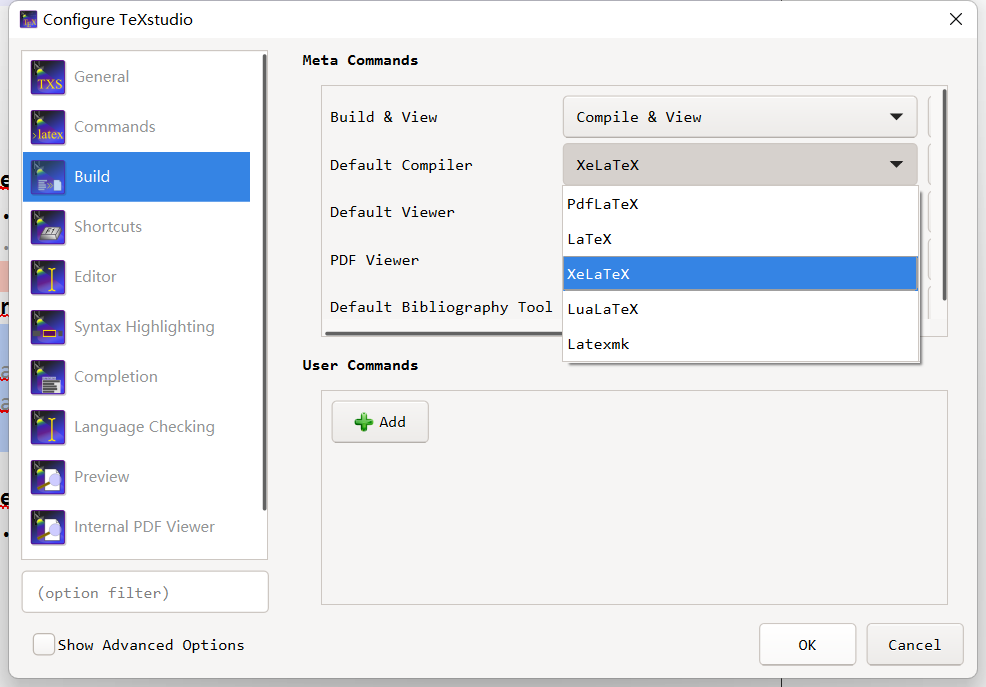 Configure TeXstudio
General
Commands
Build
Shortcuts
Editor
Syntax Highlighting
Completion
Language Checking
Preview
Internal PDF Viewer
(option filter)
Show Advanced Options
Meta Commands
Build & View
Compile & View
Default Compiler
XeLaTeX
Default Viewer
PDF Viewer
Default Bibliography Tool
PdfLaTeX
LaTeX
XeLaTeX
LuaLaTeX
Latexmk
User Commands
Add
OK
Cancel